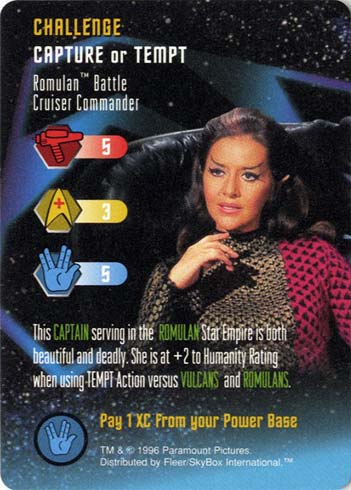 CHALLENGE
CAPTURE or TEMPT
Romulan™ Battle
Cruiser Commander
5
3
5
This CAPTAIN serving in the ROMULAN Star Empire is both
beautiful and deadly. She is at +2 to Humanity Rating
when using TEMPT Action versus VULCANS and ROMULANS.
Pay 1 XC From your Power Base
TM & © 1996 Paramount Pictures.
Distributed by Fleer/SkyBox International.™